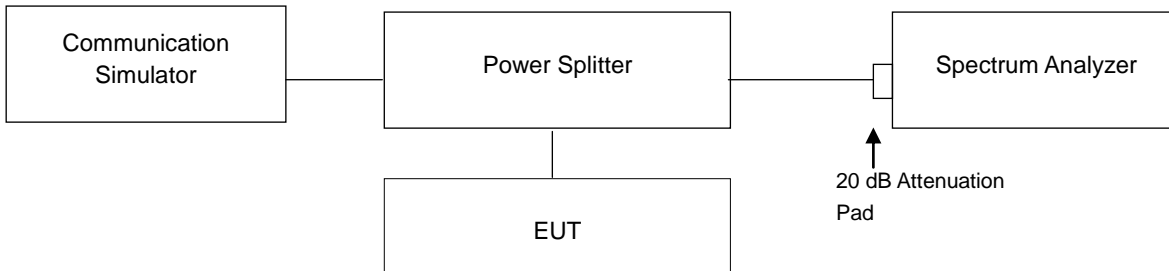 Communication
Simulator
Power Splitter
Spectrum Analyzer
20 dB Attenuation
Pad
EUT